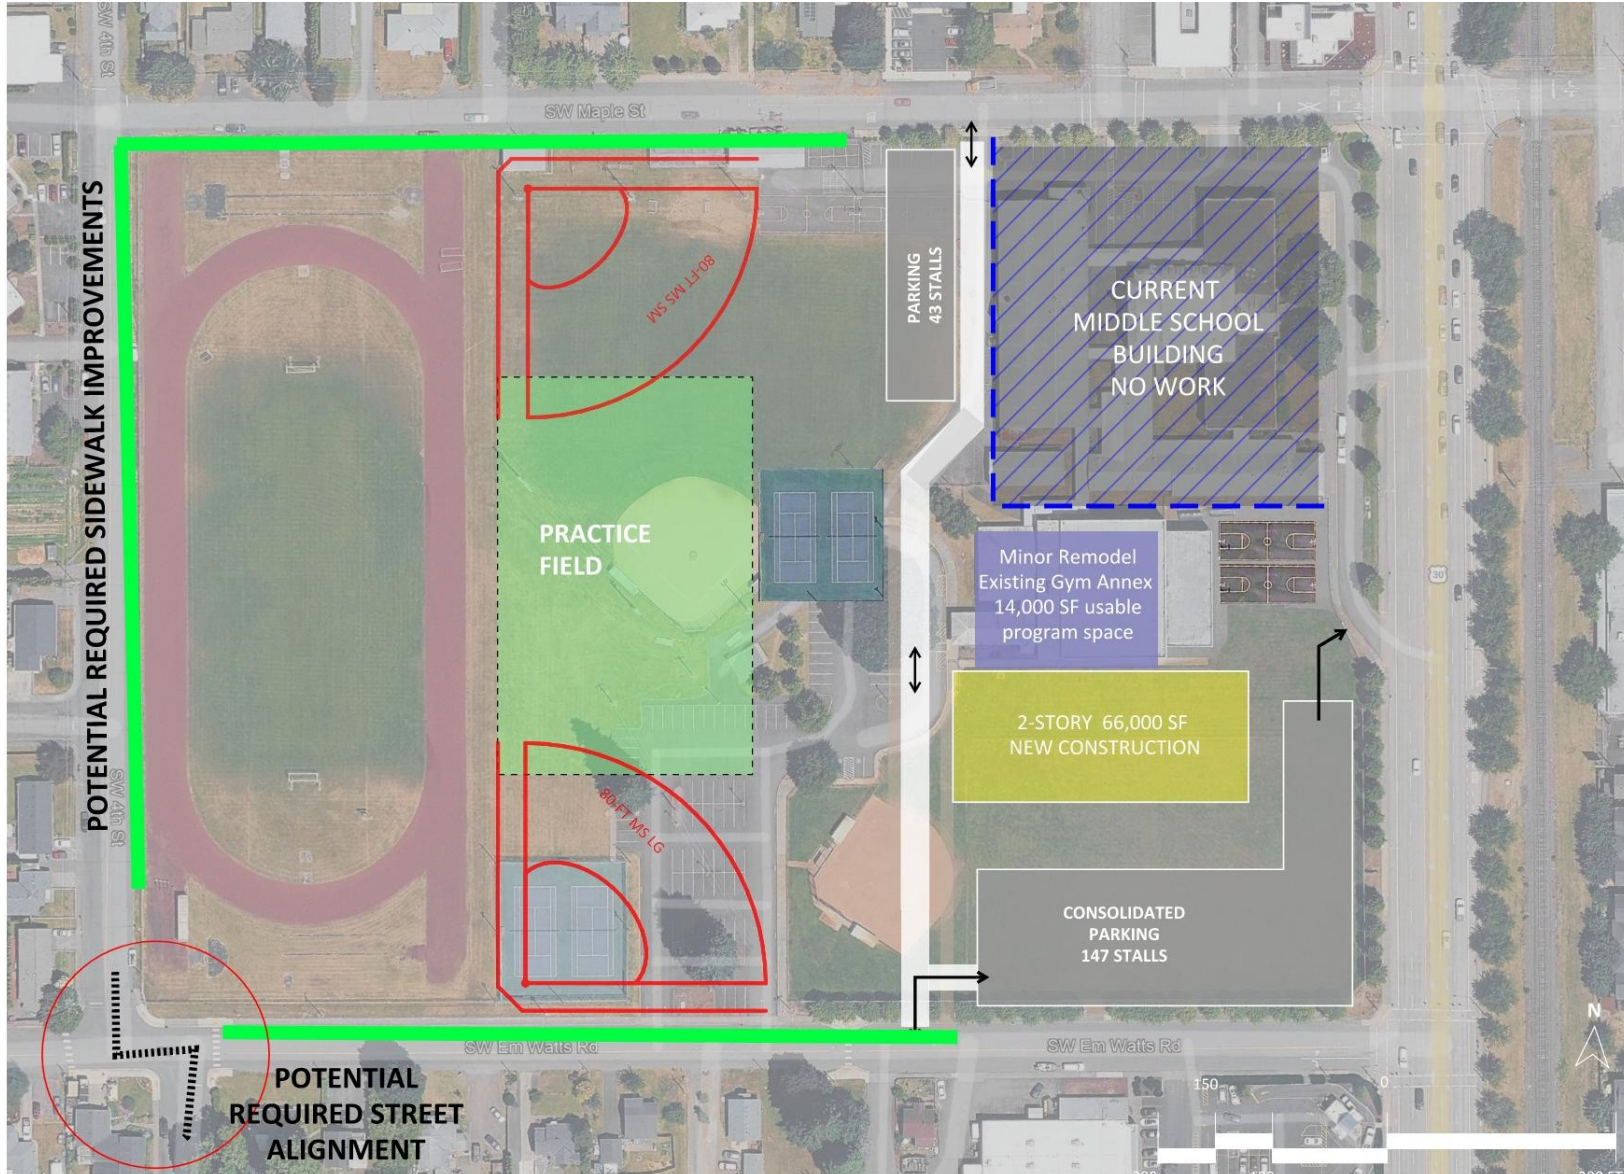 SW 4th St
SW Maple St
POTENTIAL REQUIRED SIDEWALK IMPROVEMENTS
80-FT MS SM
PARKING
43 STALLS
CURRENT
MIDDLE SCHOOL
BUILDING
NO WORK
PRACTICE
FIELD
Minor Remodel
Existing Gym Annex
14,000 SF usable
program space
30
2-STORY 66,000 SF
NEW CONSTRUCTION
SW 4th St
80-FT MS LG
CONSOLIDATED
PARKING
147 STALLS
N
SW Em Watts Rd
SW Em Watts Rd
POTENTIAL
REQUIRED STREET
ALIGNMENT
150
0